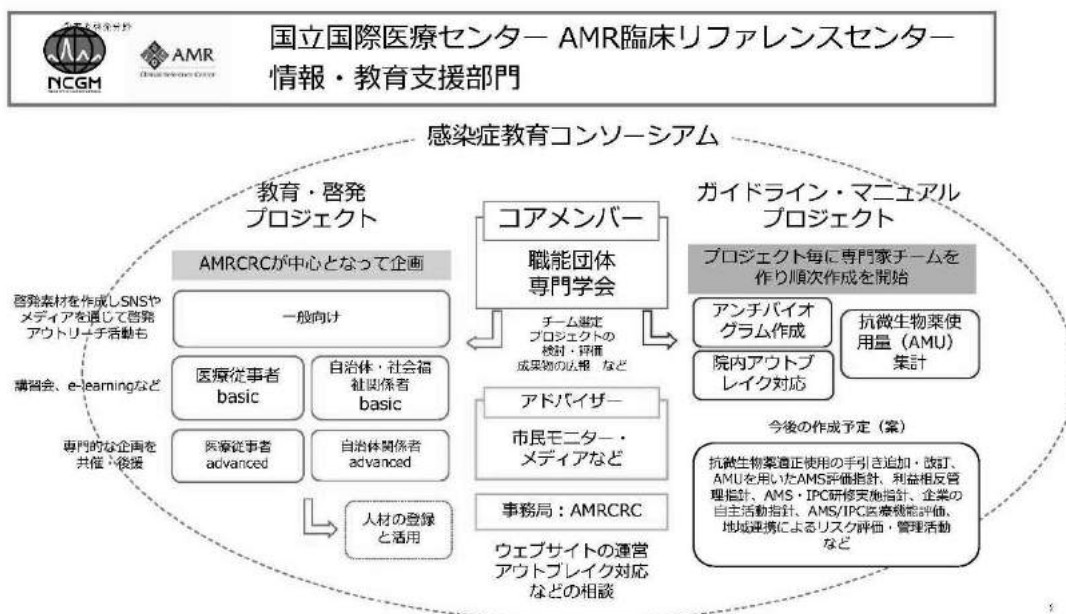 NCGM
AMR
Clinical Reference Center
国立国際医療センター AMR臨床リファレンスセンター
情報・教育支援部門
感染症教育コンソーシアム
教育・啓発
プロジェクト
AMRCRCが中心となって企画
啓発素材を作成しSNSや
メディアを通じて啓発
アウトリーチ活動も
一般向け
講習会、e-learningなど
医療従事者
basic
自治体・社会福
祉関係者
basic
専門的な企画を
共催・後援
医療従事者
advanced
自治体関係者
advanced
人材の登録
と活用
コアメンバー
職能団体
専門学会
チーム選定
プロジェクトの
検討・評価
成果物の広報 など
アドバイザー
市民モニター・
メディアなど
事務局:AMRCRC
ウェブサイトの運営
アウトブレイク対応
などの相談
ガイドライン・マニュアル
プロジェクト
プロジェクト毎に専門家チームを
作り順次作成を開始
アンチバイオ
グラム作成
院内アウトブ
レイク対応
抗微生物薬使
用量(AMU)
集計
今後の作成予定(案)
抗微生物薬適正使用の手引き追加・改訂、
AMUを用いたAMS評価指針、利益相反管
理指針、AMS・IPC研修実施指針、企業の
自主活動指針、AMS/IPC医療機能評価、
地域連携によるリスク評価・管理活動
など